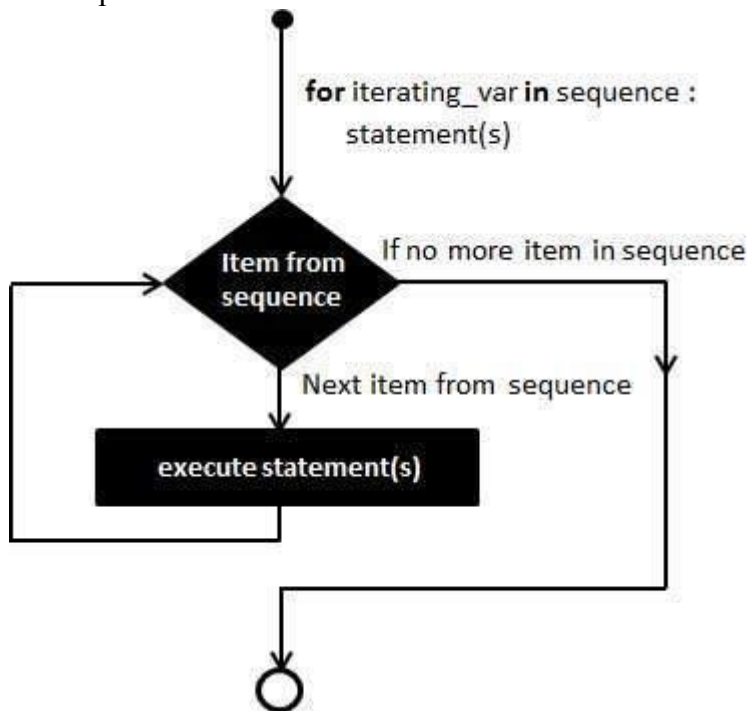 for iterating_var in sequence :
statement(s)
If no more item in sequence
Item from
sequence
Next item from sequence
execute statement(s)